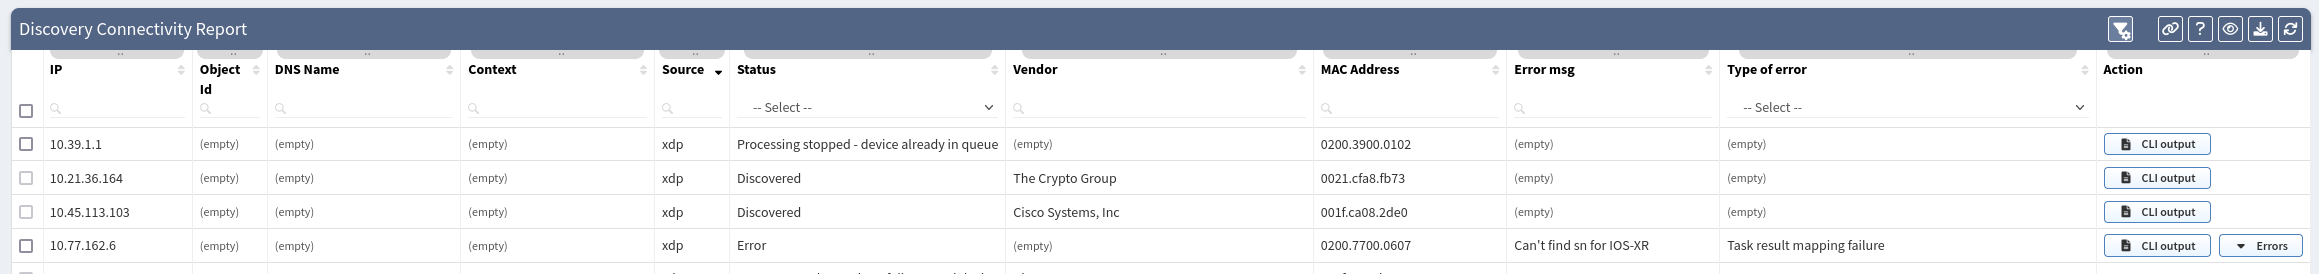 Discovery Connectivity Report
?
IP Object Id DNS Name Context Source Status Vendor MAC Address Error msg Type of error Action
-- Select -- -- Select --
10.39.1.1 (empty) (empty) (empty) xdp Processing stopped - device already in queue (empty) 0200.3900.0102 (empty) (empty) CLI output
10.21.36.164 (empty) (empty) (empty) xdp Discovered The Crypto Group 0021.cfa8.fb73 (empty) (empty) CLI output
10.45.113.103 (empty) (empty) (empty) xdp Discovered Cisco Systems, Inc 001f.ca08.2de0 (empty) (empty) CLI output
10.77.162.6 (empty) (empty) (empty) xdp Error (empty) 0200.7700.0607 Can't find sn for IOS-XR Task result mapping failure CLI output Errors